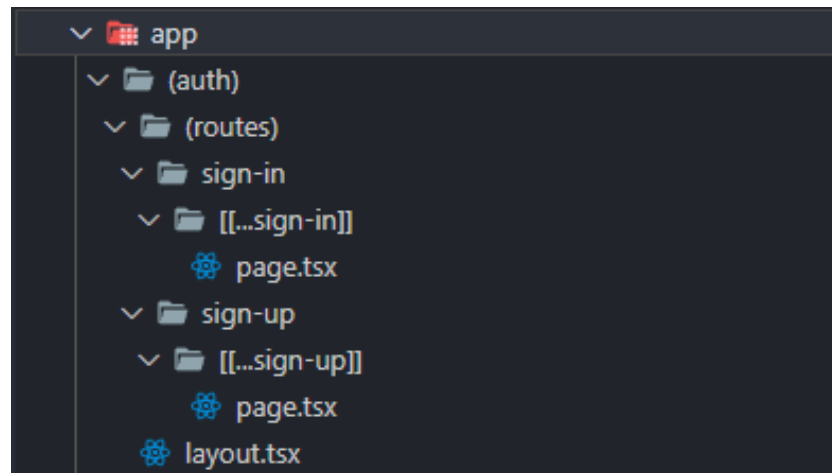 app
(auth)
(routes)
sign-in
[[...sign-in]]
page.tsx
sign-up
[[...sign-up]]
page.tsx
layout.tsx